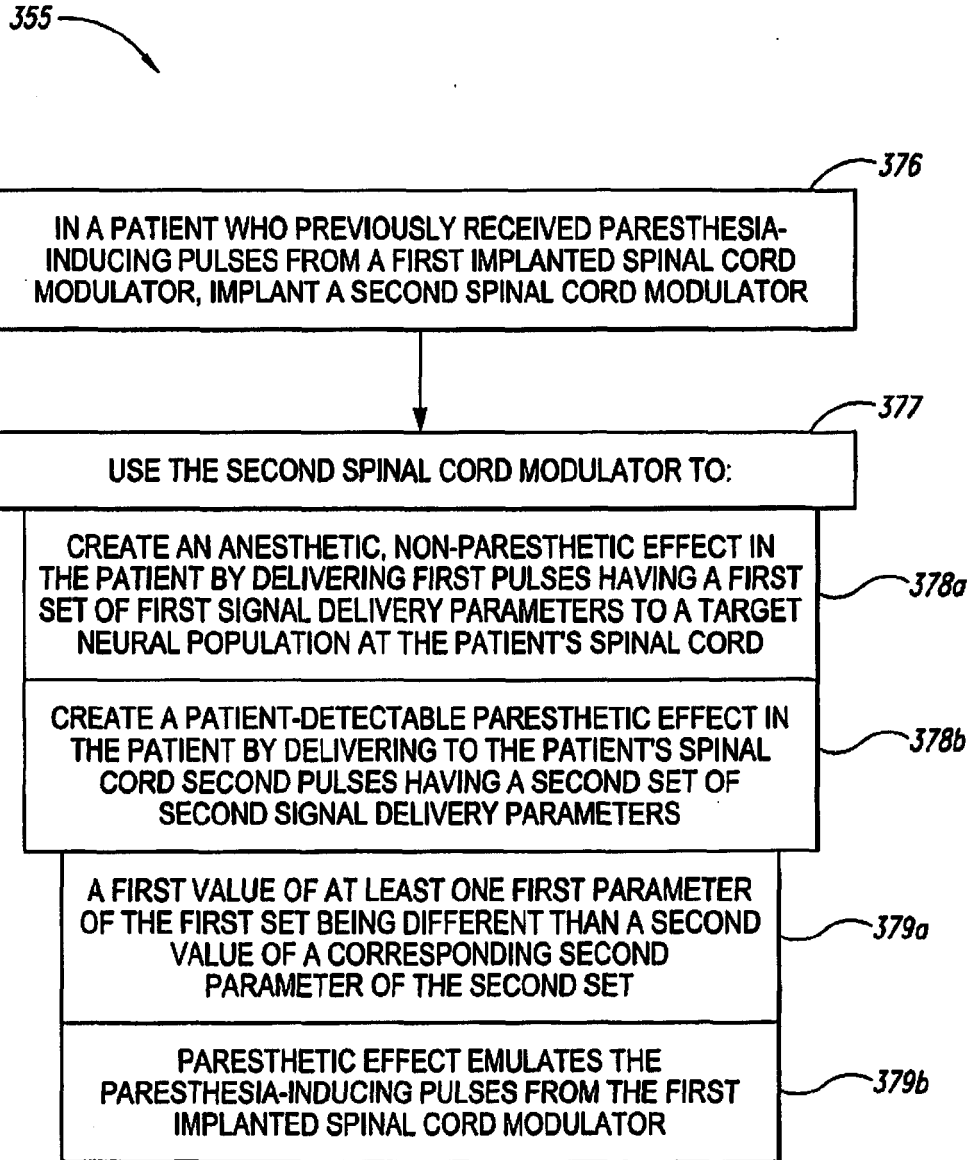 355
376
IN A PATIENT WHO PREVIOUSLY RECEIVED PARESTHESIA-
INDUCING PULSES FROM A FIRST IMPLANTED SPINAL CORD
MODULATOR, IMPLANT A SECOND SPINAL CORD MODULATOR
377
USE THE SECOND SPINAL CORD MODULATOR TO:
CREATE AN ANESTHETIC, NON-PARESTHETIC EFFECT IN
THE PATIENT BY DELIVERING FIRST PULSES HAVING A FIRST
SET OF FIRST SIGNAL DELIVERY PARAMETERS TO A TARGET
NEURAL POPULATION AT THE PATIENT'S SPINAL CORD
378a
CREATE A PATIENT-DETECTABLE PARESTHETIC EFFECT IN
THE PATIENT BY DELIVERING TO THE PATIENT'S SPINAL
CORD SECOND PULSES HAVING A SECOND SET OF
SECOND SIGNAL DELIVERY PARAMETERS
378b
A FIRST VALUE OF AT LEAST ONE FIRST PARAMETER
OF THE FIRST SET BEING DIFFERENT THAN A SECOND
VALUE OF A CORRESPONDING SECOND
PARAMETER OF THE SECOND SET
379a
PARESTHETIC EFFECT EMULATES THE
PARESTHESIA-INDUCING PULSES FROM THE FIRST
IMPLANTED SPINAL CORD MODULATOR
379b